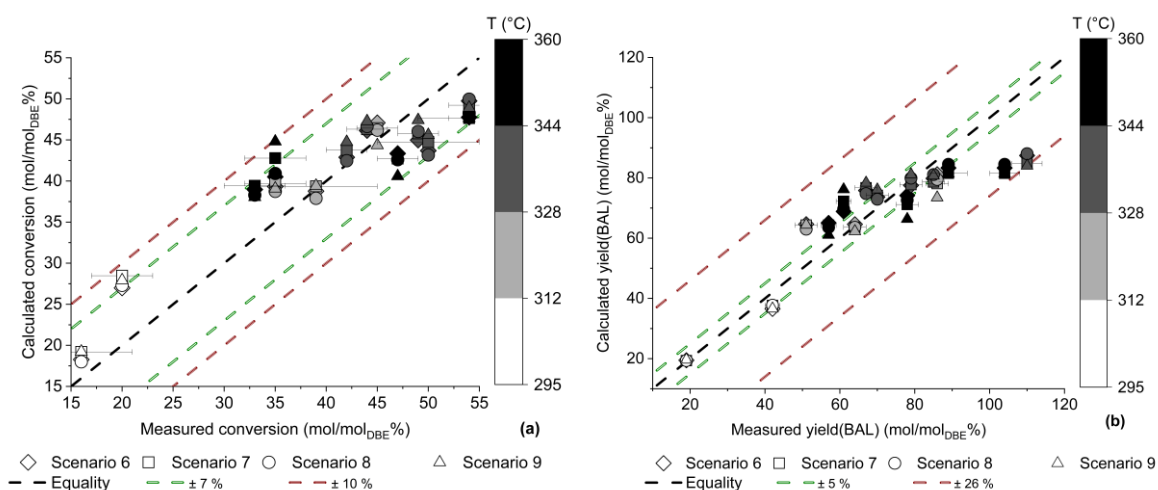 T (°C)
360
344
328
312
295
55
50
45
40
35
30
25
20
15
Calculated conversion (mol/mol_DBE%)
15 20 25 30 35 40 45 50 55
Measured conversion (mol/mol_DBE%)
(a)
◇ Scenario 6 □ Scenario 7 ○ Scenario 8 △ Scenario 9
Equality ± 7 % ± 10 %
T (°C)
360
344
328
312
295
120
100
80
60
40
20
Calculated yield(BAL) (mol/mol_DBE%)
20 40 60 80 100 120
Measured yield(BAL) (mol/mol_DBE%)
(b)
◇ Scenario 6 □ Scenario 7 ○ Scenario 8 △ Scenario 9
Equality ± 5 % ± 26 %